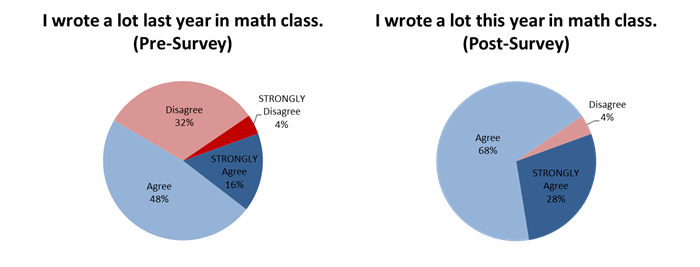 I wrote a lot last year in math class.
(Pre-Survey)
Disagree
32%
STRONGLY
Disagree
4%
STRONGLY
Agree
16%
Agree
48%
I wrote a lot this year in math class.
(Post-Survey)
Agree
68%
Disagree
4%
STRONGLY
Agree
28%